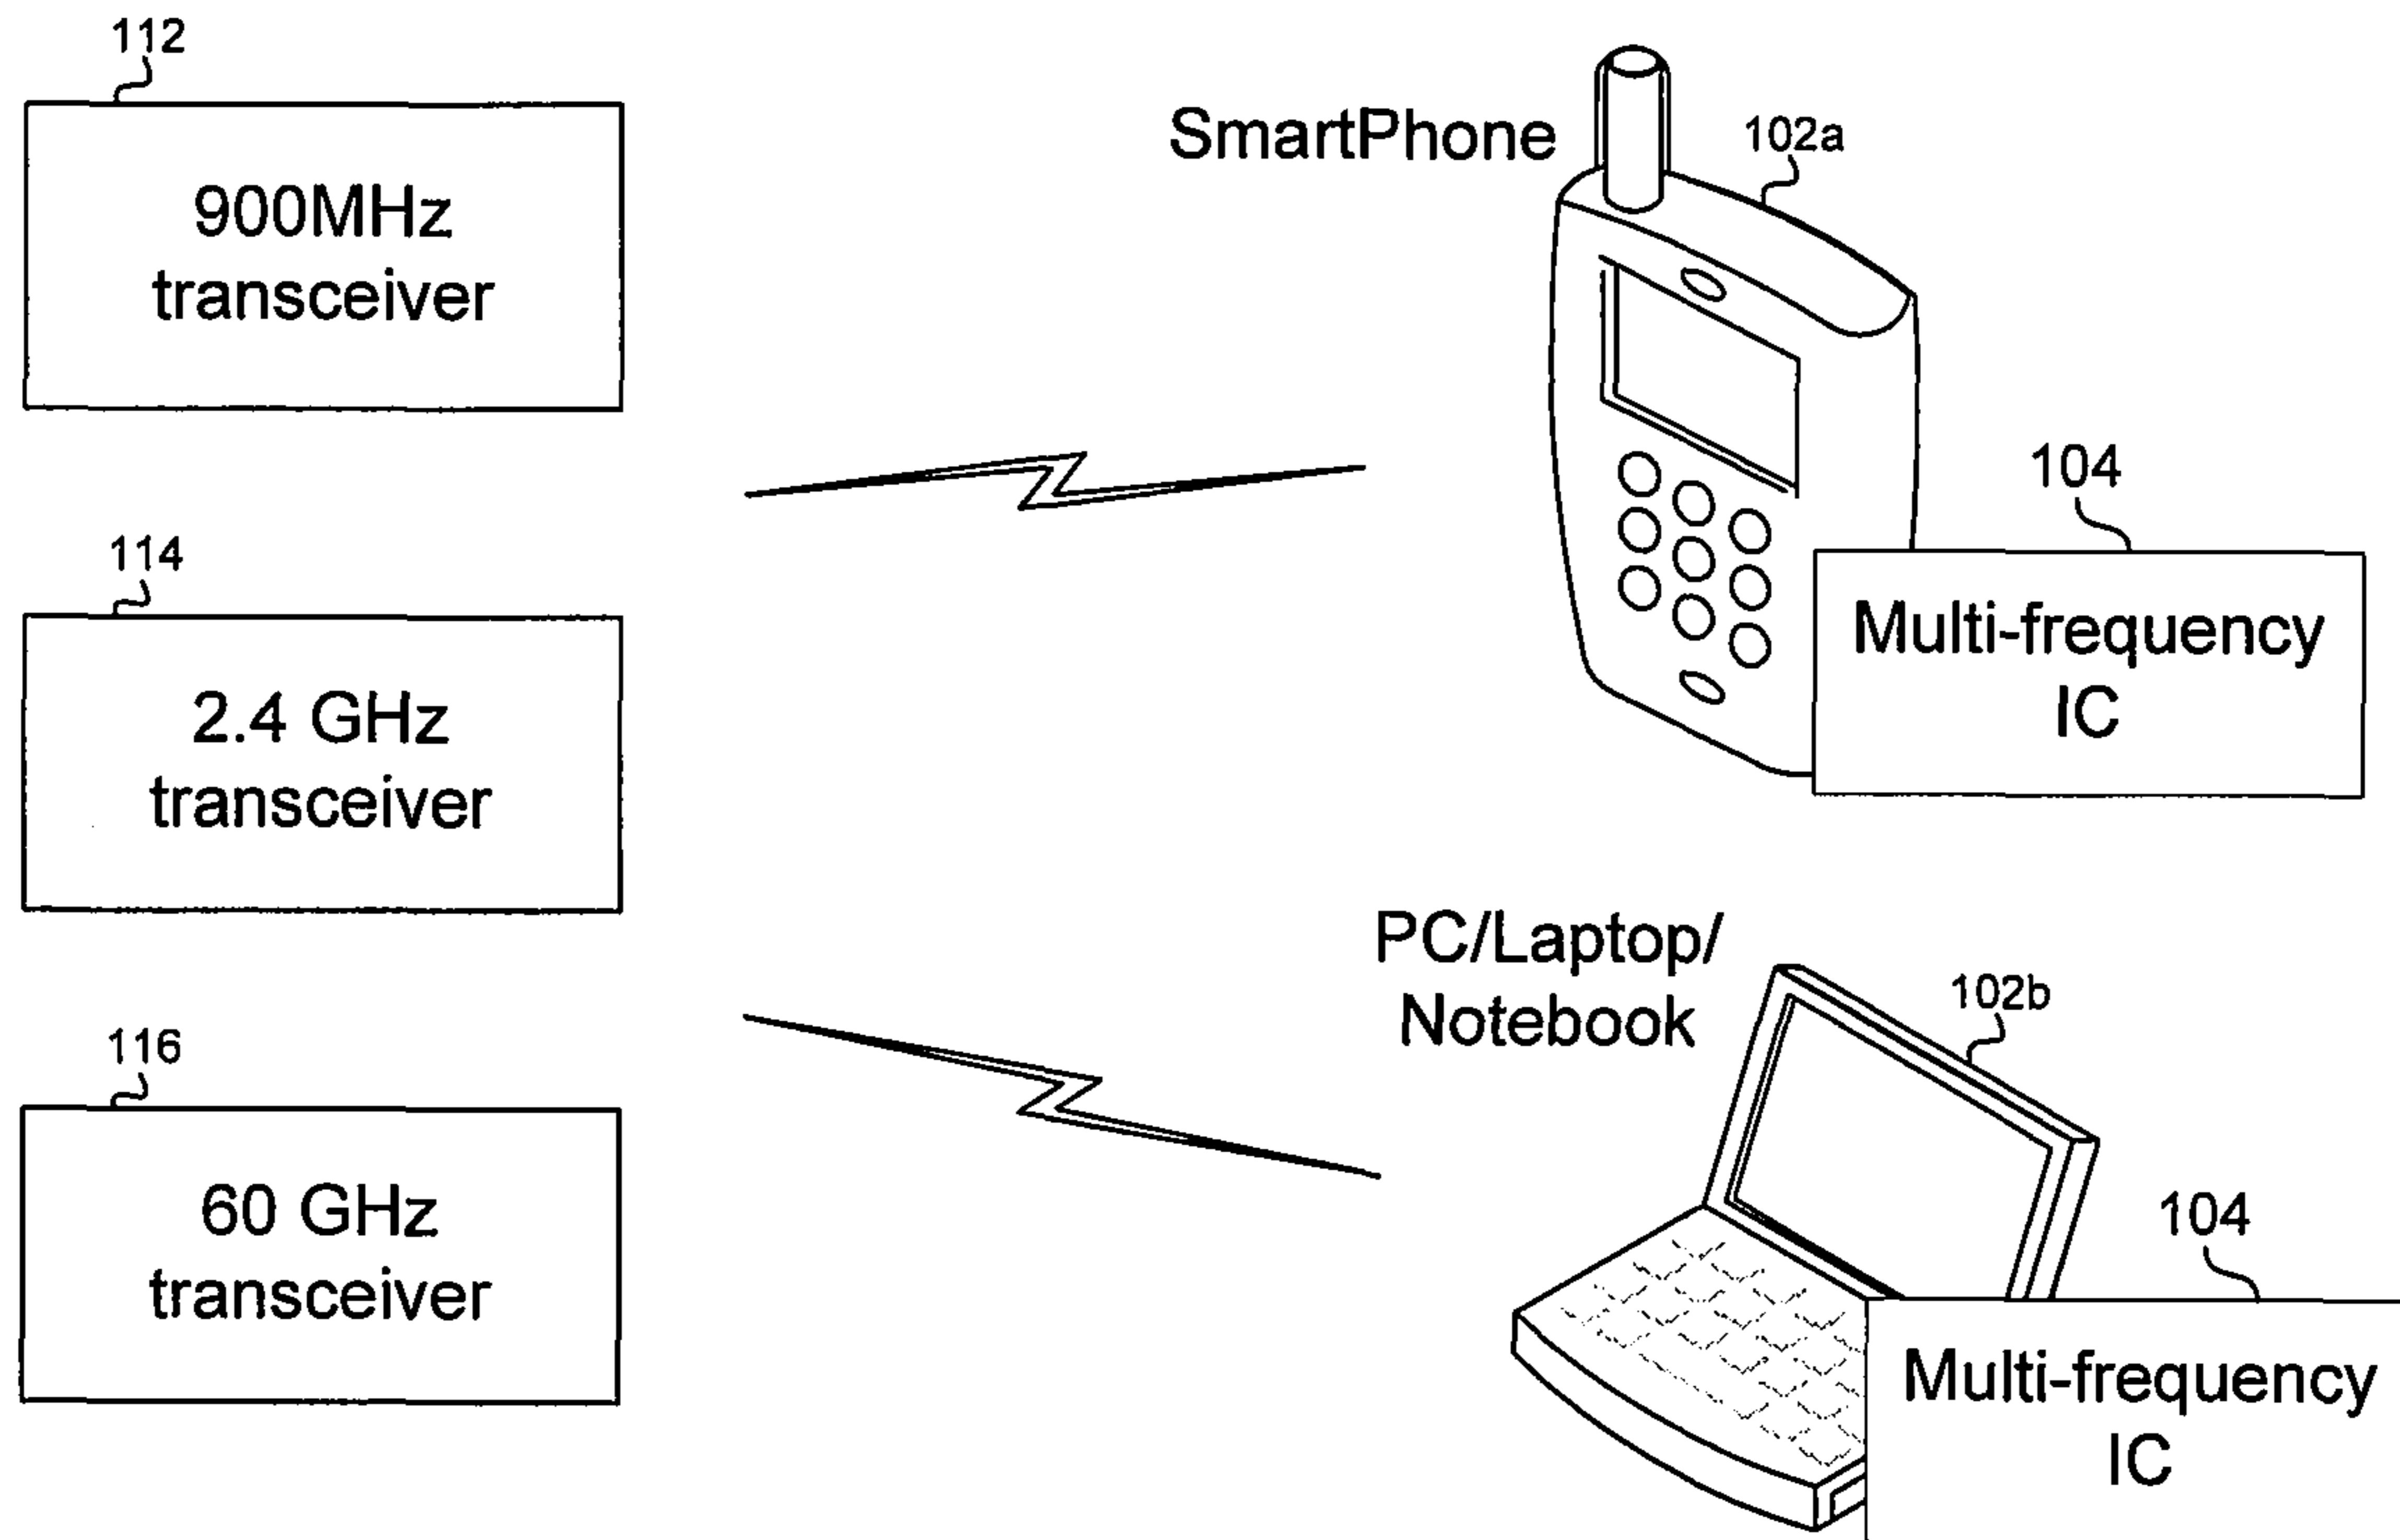 112
900MHz
transceiver
SmartPhone
102a
104
Multi-frequency
IC
114
2.4 GHz
transceiver
PC/Laptop/
Notebook
102b
116
60 GHz
transceiver
104
Multi-frequency
IC